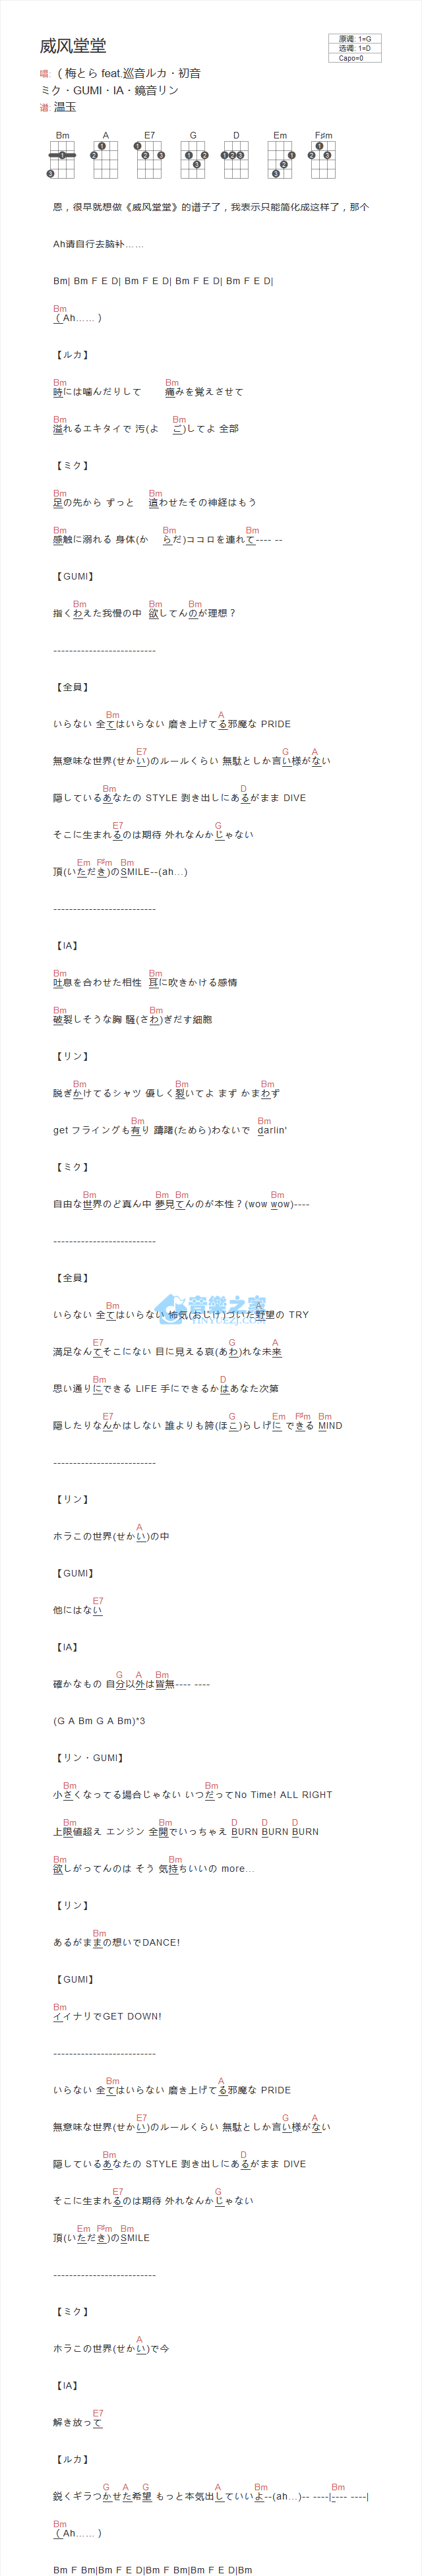 威风堂堂
原调: 1=G
选调: 1=D
Capo=0
唱: （ 梅とら feat.巡音ルカ・初音
ミク・GUMI・IA・鏡音リン
谱: 温玉
Bm A E7 G D Em F#m
恩，很早就想做《威风堂堂》的谱子了，我表示只能简化成这样了，那个
Ah请自行去脑补……
Bm| Bm F E D| Bm F E D| Bm F E D| Bm F E D|
Bm
（ Ah…… ）
【ルカ】
Bm Bm
時には噛んだりして 痛みを覚えさせて
Bm Bm
溢れるエキタイで 汚(よ ご)してよ 全部
【ミク】
Bm Bm
足の先から ずっと 這わせたその神経はもう
Bm Bm Bm
感触に溺れる 身体(か らだ)ココロを連れて---- --
【GUMI】
Bm Bm Bm
指くわえた我慢の中 欲してんのが理想？
--------------------------
【全員】
Bm A
いらない 全てはいらない 磨き上げてる邪魔な PRIDE
E7 G A
無意味な世界(せかい)のルールくらい 無駄としか言い様がない
Bm D
隠しているあなたの STYLE 剥き出しにあるがまま DIVE
E7 G
そこに生まれるのは期待 外れなんかじゃない
Em F#m Bm
頂(いただき)のSMILE--(ah…)
--------------------------
【IA】
Bm Bm
吐息を合わせた相性 耳に吹きかける感情
Bm Bm
破裂しそうな胸 騒(さわ)ぎだす細胞
【リン】
Bm Bm Bm
脱ぎかけてるシャツ 優しく裂いてよ まず かまわず
Bm Bm
get フライングも有り 躊躇(ためら)わないで darlin'
【ミク】
Bm Bm Bm Bm
自由な世界のど真ん中 夢見てんのが本性？(wow wow)----
--------------------------
【全員】
Bm A
いらない 全てはいらない 怖気(おじけ)づいた野望の TRY
音樂之家
YINYUEZJ.COM
E7 G A
満足なんてそこにない 目に見える哀(あわ)れな未来
Bm D
思い通りにできる LIFE 手にできるかはあなた次第
E7 G Em F#m Bm
隠したりなんかはしない 誰よりも誇(ほこ)らしげに できる MIND
--------------------------
【リン】
A
ホラこの世界(せかい)の中
【GUMI】
E7
他にはない
【IA】
G A Bm
確かなもの 自分以外は皆無---- ----
(G A Bm G A Bm)*3
【リン・GUMI】
Bm Bm
小さくなってる場合じゃない いつだってNo Time! ALL RIGHT
Bm Bm D D D
上限値超え エンジン 全開でいっちゃえ BURN BURN BURN
Bm Bm
欲しがってんのは そう 気持ちいいの more…
【リン】
Bm
あるがままの想いでDANCE!
【GUMI】
Bm
イイナリでGET DOWN!
--------------------------
Bm A
いらない 全てはいらない 磨き上げてる邪魔な PRIDE
E7 G A
無意味な世界(せかい)のルールくらい 無駄としか言い様がない
Bm D
隠しているあなたの STYLE 剥き出しにあるがまま DIVE
E7 G
そこに生まれるのは期待 外れなんかじゃない
Em F#m Bm
頂(いただき)のSMILE
--------------------------
【ミク】
A
ホラこの世界(せかい)で今
【IA】
E7
解き放って
【ルカ】
G A G A Bm Bm
鋭くギラつかせた希望 もっと本気出していいよ--(ah…)-- ----|---- ----|
Bm
（ Ah…… ）
Bm F Bm|Bm F E D|Bm F Bm|Bm F E D|Bm